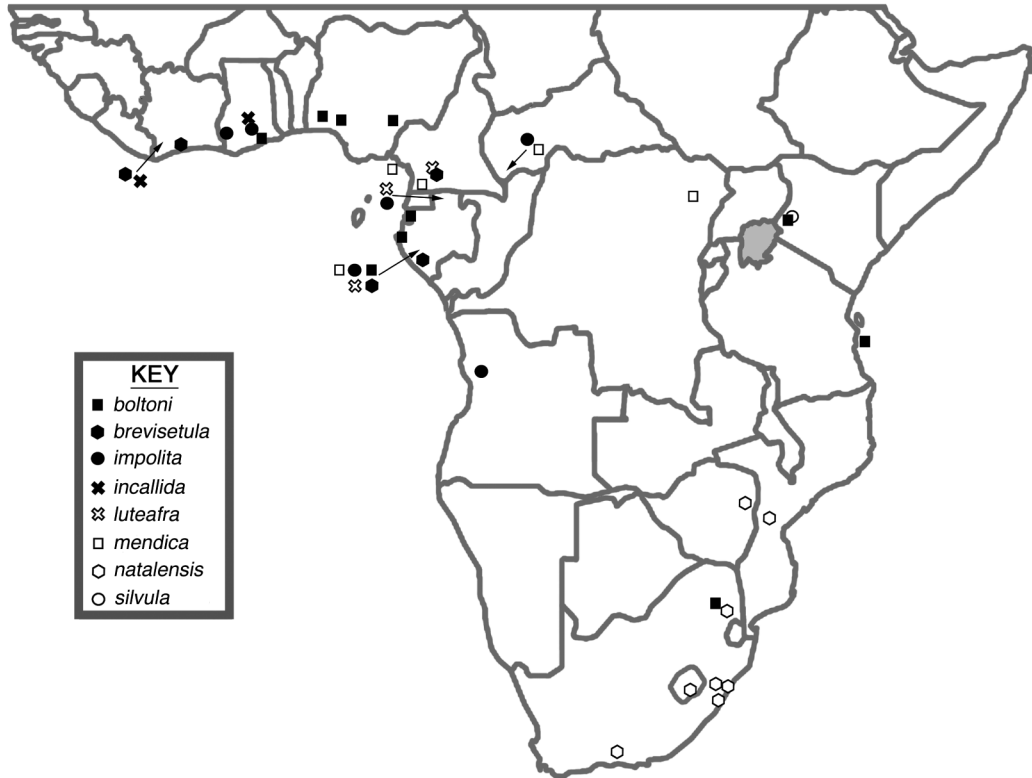 KEY
boltoni
brevisetula
impolita
incallida
luteafra
mendica
natalensis
silvula